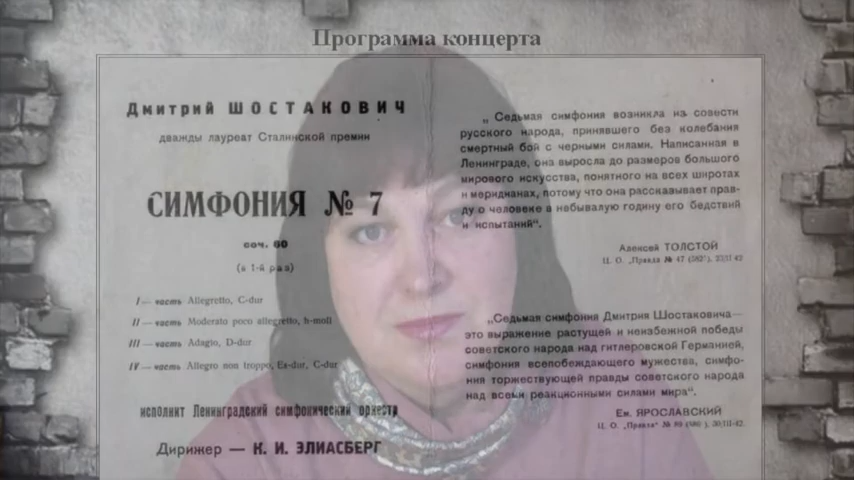 Программа концерта
Дмитрий ШОСТАКОВИЧ
дважды лауреат Сталинской премии
СИМФОНИЯ № 7
соч. 60
(в 1-й раз)
I — часть Allegretto, C-dur
II — часть Moderato poco allegretto, h-moll
III — часть Adagio, D-dur
IV — часть Allegro non troppo, Es-dur, C-dur
исполнит Ленинградский симфонический оркестр
Дирижер — К. И. ЭЛИАСБЕРГ
„Седьмая симфония возникла из совести
русского народа, принявшего без колебания
смертный бой с черными силами. Написанная в
Ленинграде, она выросла до размеров большого
мирового искусства, понятного на всех широтах
и меридианах, потому что она рассказывает прав-
ду о человеке в небывалую годину его бедствий
и испытаний“.
Алексей ТОЛСТОЙ
Ц. О. „Правда № 47
„Седьмая симфония Дмитрия Шостаковича —
это выражение растущей и неизбежной победы
советского народа над гитлеровской Германией,
симфония всепобеждающего мужества, симфо-
ния торжествующей правды советского народа
над всеми реакционными силами мира“.
Ем. ЯРОСЛАВСКИЙ
Ц. О. „Правда“ № 89